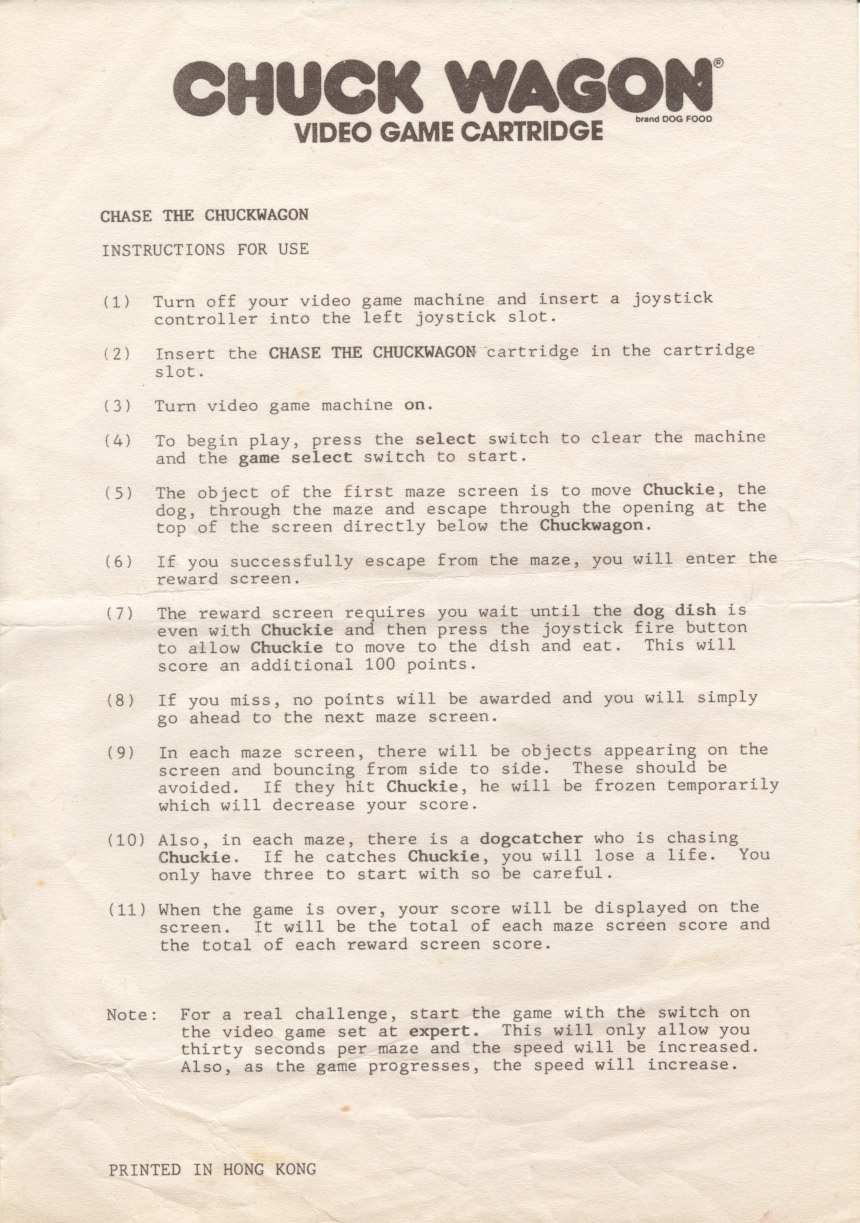 CHUCK WAGON®
brand DOG FOOD
VIDEO GAME CARTRIDGE
CHASE THE CHUCKWAGON
INSTRUCTIONS FOR USE
(1) Turn off your video game machine and insert a joystick
controller into the left joystick slot.
(2) Insert the CHASE THE CHUCKWAGON cartridge in the cartridge
slot.
(3) Turn video game machine on.
(4) To begin play, press the select switch to clear the machine
and the game select switch to start.
(5) The object of the first maze screen is to move Chuckie, the
dog, through the maze and escape through the opening at the
top of the screen directly below the Chuckwagon.
(6) If you successfully escape from the maze, you will enter the
reward screen.
(7) The reward screen requires you wait until the dog dish is
even with Chuckie and then press the joystick fire button
to allow Chuckie to move to the dish and eat. This will
score an additional 100 points.
(8) If you miss, no points will be awarded and you will simply
go ahead to the next maze screen.
(9) In each maze screen, there will be objects appearing on the
screen and bouncing from side to side. These should be
avoided. If they hit Chuckie, he will be frozen temporarily
which will decrease your score.
(10) Also, in each maze, there is a dogcatcher who is chasing
Chuckie. If he catches Chuckie, you will lose a life. You
only have three to start with so be careful.
(11) When the game is over, your score will be displayed on the
screen. It will be the total of each maze screen score and
the total of each reward screen score.
Note: For a real challenge, start the game with the switch on
the video game set at expert. This will only allow you
thirty seconds per maze and the speed will be increased.
Also, as the game progresses, the speed will increase.
PRINTED IN HONG KONG